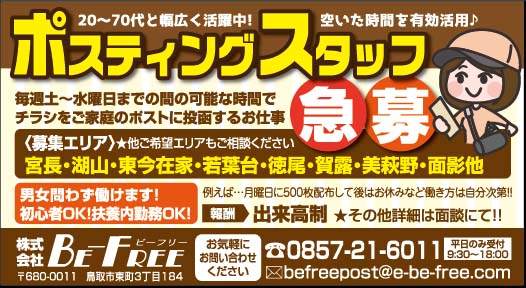 20〜70代と幅広く活躍中! 空いた時間を有効活用♪
ポスティングスタッフ
急募
毎週土〜水曜日までの間の可能な時間で
チラシをご家庭のポストに投函するお仕事
〈募集エリア〉★他ご希望エリアもご相談ください
宮長・湖山・東今在家・若葉台・徳尾・賀露・美萩野・面影他
男女問わず働けます!
初心者OK!扶養内勤務OK!
例えば…月曜日に500枚配布して後はお休みなど働き方は自分次第!!
報酬 出来高制 ★その他詳細は面談にて!!
株式会社 BE-FREE ビーフリー
〒680-0011 鳥取市東町3丁目184
お気軽に
お問い合わせ
ください
☎0857-21-6011 平日のみ受付
9:30〜18:00
✉befreepost@e-be-free.com